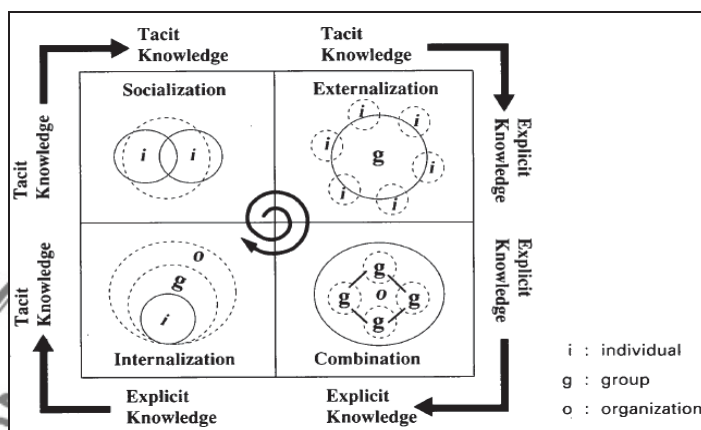 Tacit
Knowledge
Tacit
Knowledge
Socialization
Externalization
i i
i
i
i
i
i
i
g
Tacit
Knowledge
Explicit
Knowledge
Tacit
Knowledge
Explicit
Knowledge
o
g
i
g
g o g
g
Internalization
Combination
Explicit
Knowledge
Explicit
Knowledge
i : individual
g : group
o : organization